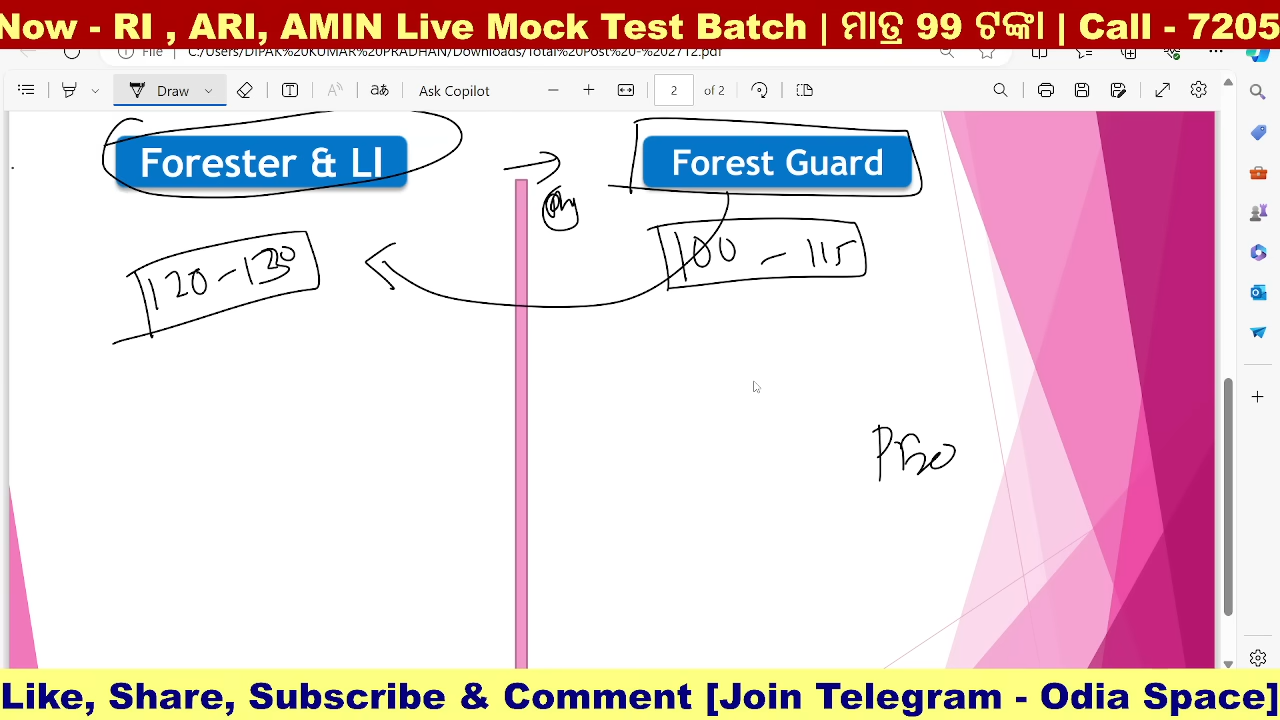 Now - RI , ARI, AMIN Live Mock Test Batch | ମାତ୍ର 99 ଟଙ୍କା | Call - 7205
File C:/Users/DIPAK%20KUMAR%20PRADHAN/Downloads/Total%20Post%20-%202712.pdf
Draw Ask Copilot 2 of 2
Forester & LI Forest Guard
120-130 100 - 115
Like, Share, Subscribe & Comment [Join Telegram - Odia Space]